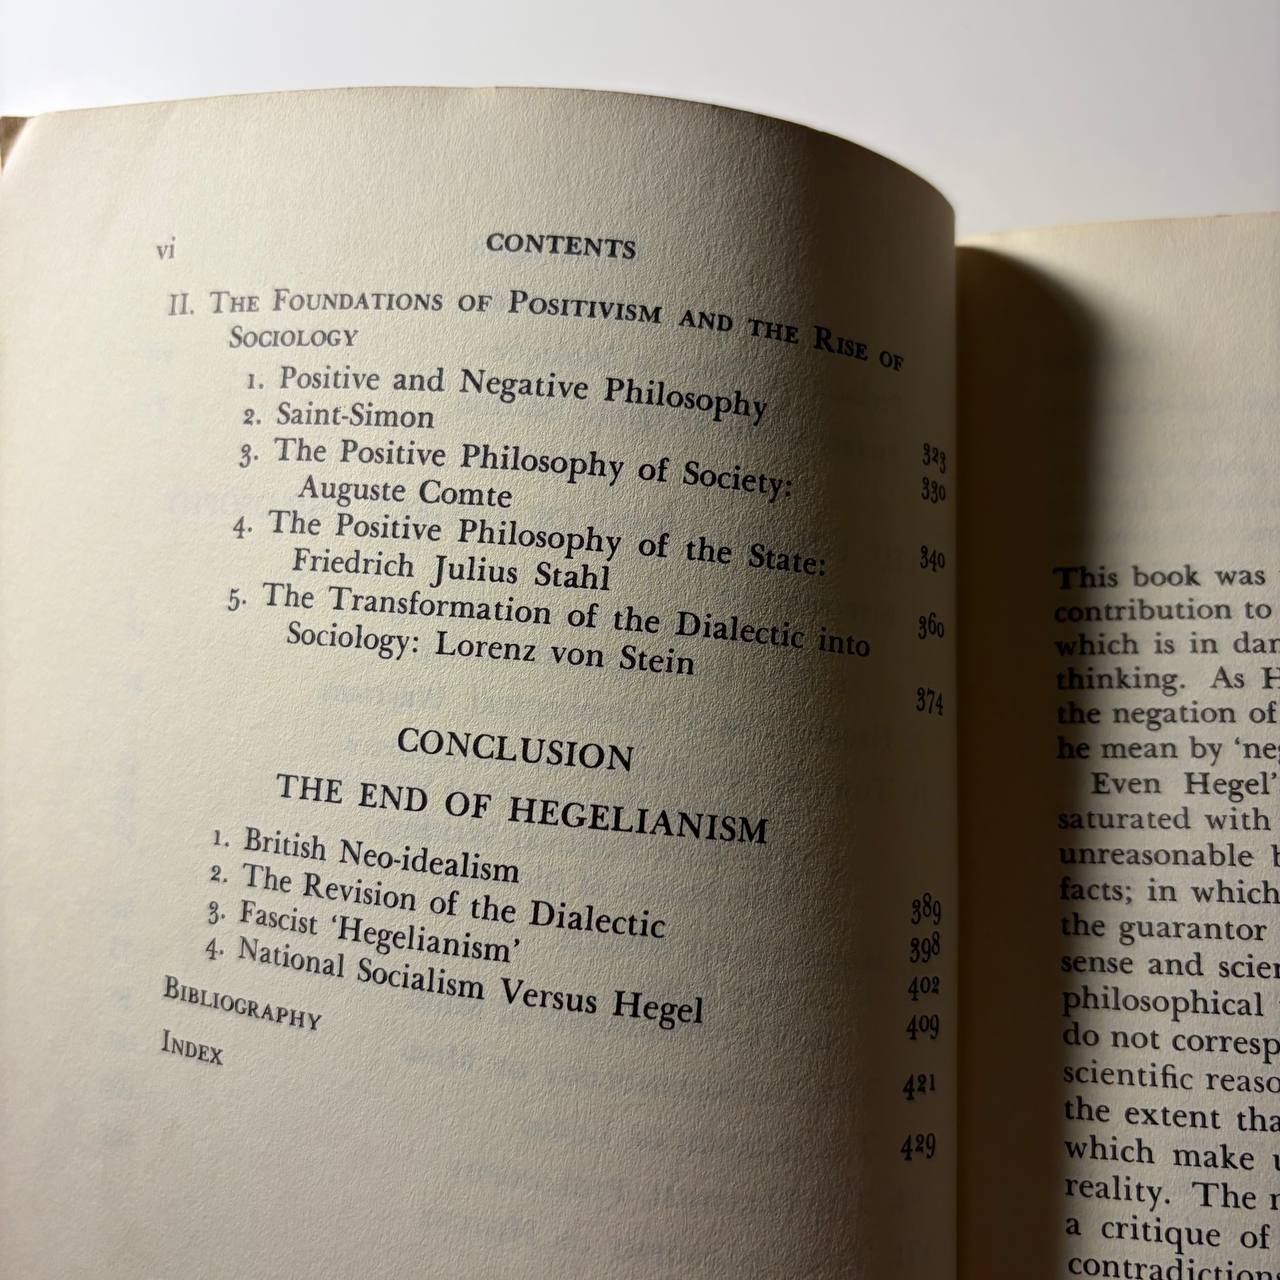 vi CONTENTS
II. THE FOUNDATIONS OF POSITIVISM AND THE RISE OF
SOCIOLOGY
1. Positive and Negative Philosophy 323
2. Saint-Simon 330
3. The Positive Philosophy of Society:
Auguste Comte 340
4. The Positive Philosophy of the State:
Friedrich Julius Stahl 360
5. The Transformation of the Dialectic into
Sociology: Lorenz von Stein 374
CONCLUSION
THE END OF HEGELIANISM
1. British Neo-idealism 389
2. The Revision of the Dialectic 398
3. Fascist ‘Hegelianism’ 402
4. National Socialism Versus Hegel 409
BIBLIOGRAPHY 421
INDEX 429
This book was
contribution to
which is in
thinking. As
the negation of
he mean by
Even Hegel’
saturated with
unreasonable
facts; in which
the guarantor
sense and
philosophical
do not
scientific
the extent
which make
reality. The
a critique of